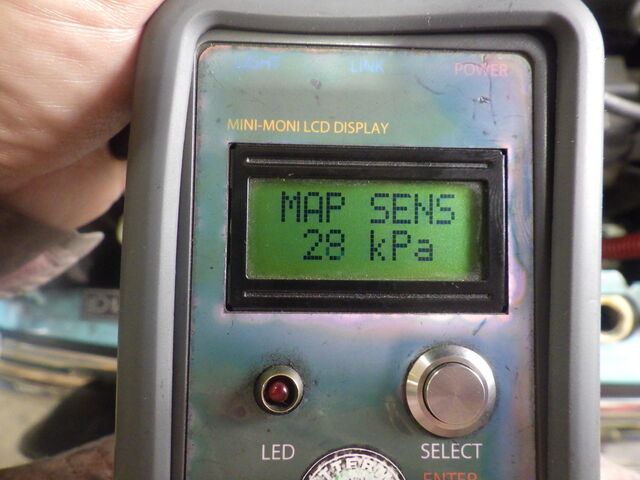 LIGHT LINK POWER
MINI-MONI LCD DISPLAY
MAP SENS
28 kPa
LED SELECT
ENTER